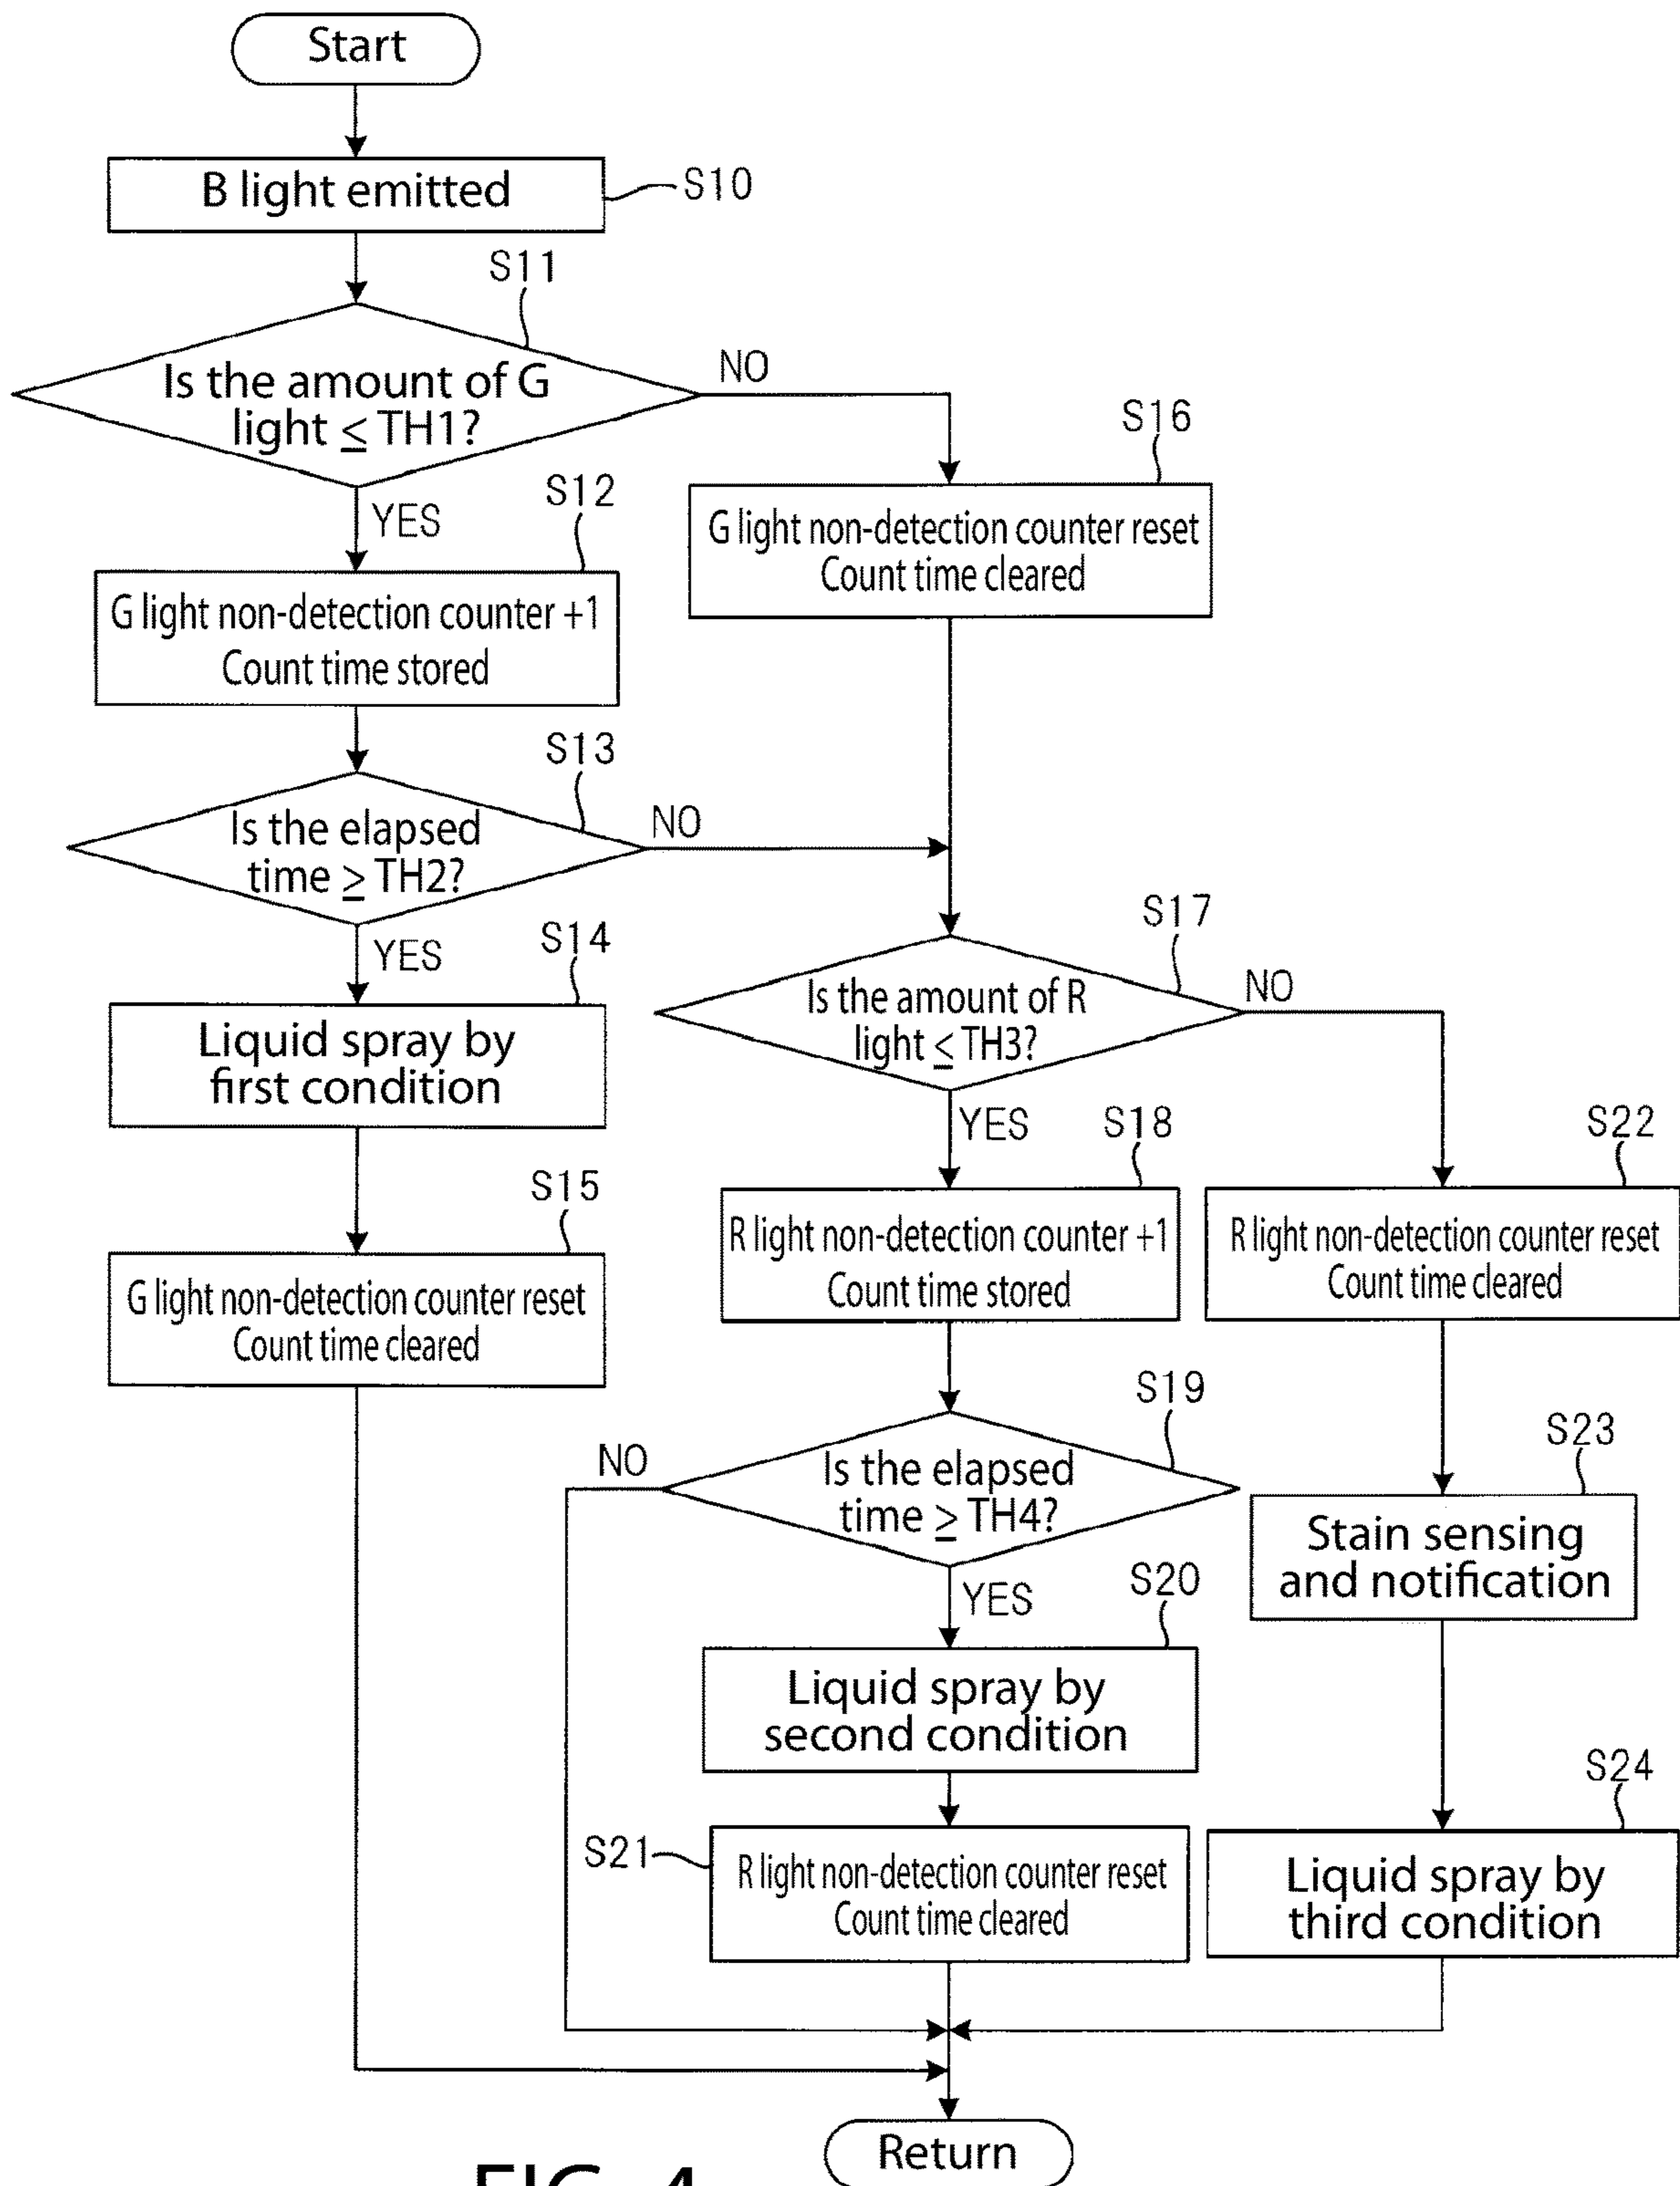 Start
B light emitted
S10
S11
Is the amount of G
light ≤ TH1?
NO
YES
S12
G light non-detection counter +1
Count time stored
S16
G light non-detection counter reset
Count time cleared
S13
Is the elapsed
time ≥ TH2?
NO
YES
S14
Liquid spray by
first condition
S15
G light non-detection counter reset
Count time cleared
S17
Is the amount of R
light ≤ TH3?
NO
YES
S18
R light non-detection counter +1
Count time stored
S22
R light non-detection counter reset
Count time cleared
S19
Is the elapsed
time ≥ TH4?
NO
YES
S23
Stain sensing
and notification
S20
Liquid spray by
second condition
S21
R light non-detection counter reset
Count time cleared
S24
Liquid spray by
third condition
Return
FIG. 4